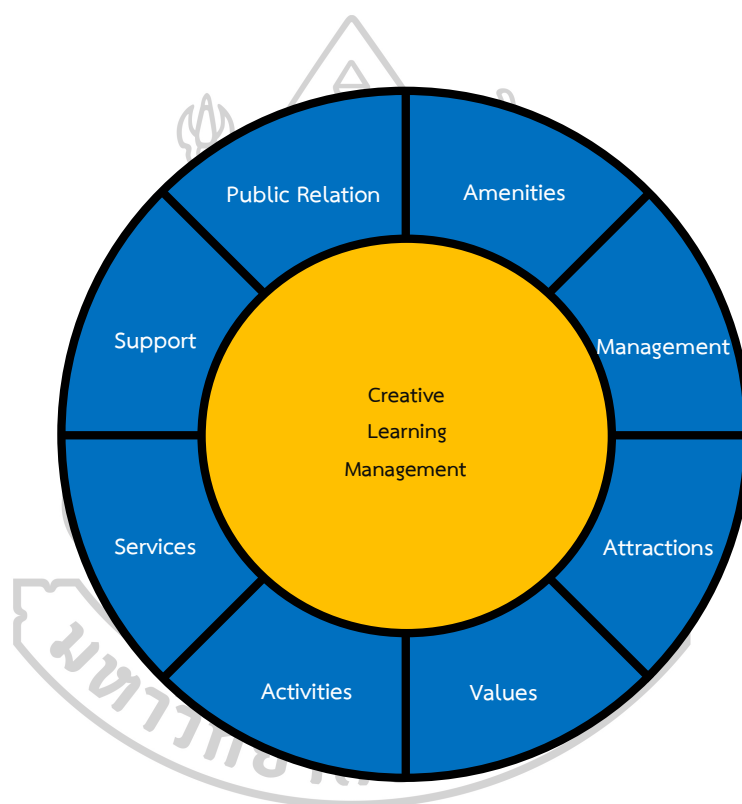 Public Relation
Amenities
Support
Management
Creative
Learning
Management
Services
Attractions
Activities
Values